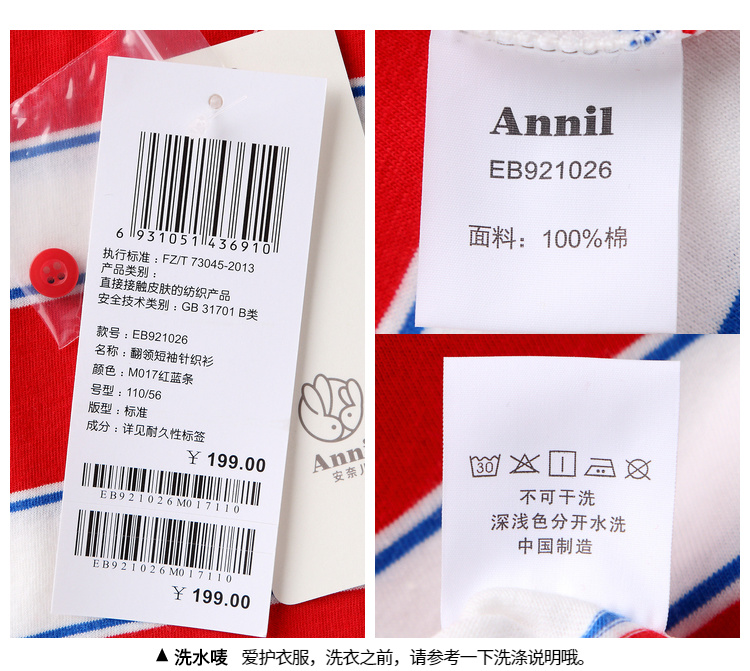 6 931051 436910
执行标准：FZ/T 73045-2013
产品类别：
直接接触皮肤的纺织产品
安全技术类别：GB 31701 B类
款号：EB921026
名称：翻领短袖针织衫
颜色：M017红蓝条
号型：110/56
版型：标准
成分：详见耐久性标签
￥ 199.00
EB921026M017110
EB921026M017110
￥ 199.00
Annil
安奈儿
Annil
EB921026
面料：100%棉
30
不可干洗
深浅色分开水洗
中国制造
▲ 洗水唛 爱护衣服，洗衣之前，请参考一下洗涤说明哦。